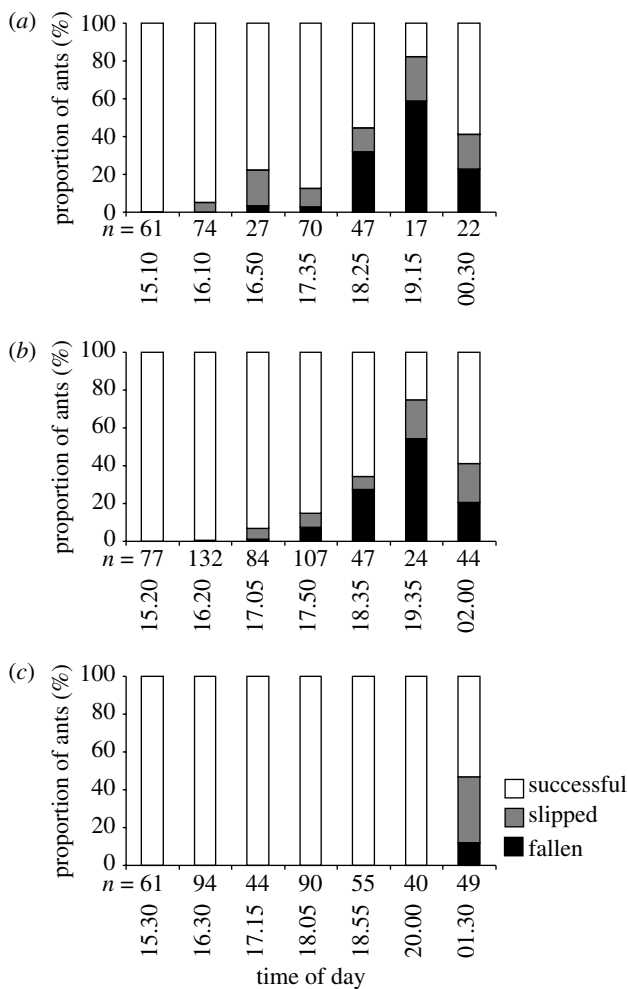 (a)
proportion of ants (%)
100
80
60
40
20
0
n = 61 74 27 70 47 17 22
15.10 16.10 16.50 17.35 18.25 19.15 00.30
(b)
proportion of ants (%)
100
80
60
40
20
0
n = 77 132 84 107 47 24 44
15.20 16.20 17.05 17.50 18.35 19.35 02.00
(c)
proportion of ants (%)
100
80
60
40
20
0
n = 61 94 44 90 55 40 49
15.30 16.30 17.15 18.05 18.55 20.00 01.30
time of day
successful
slipped
fallen